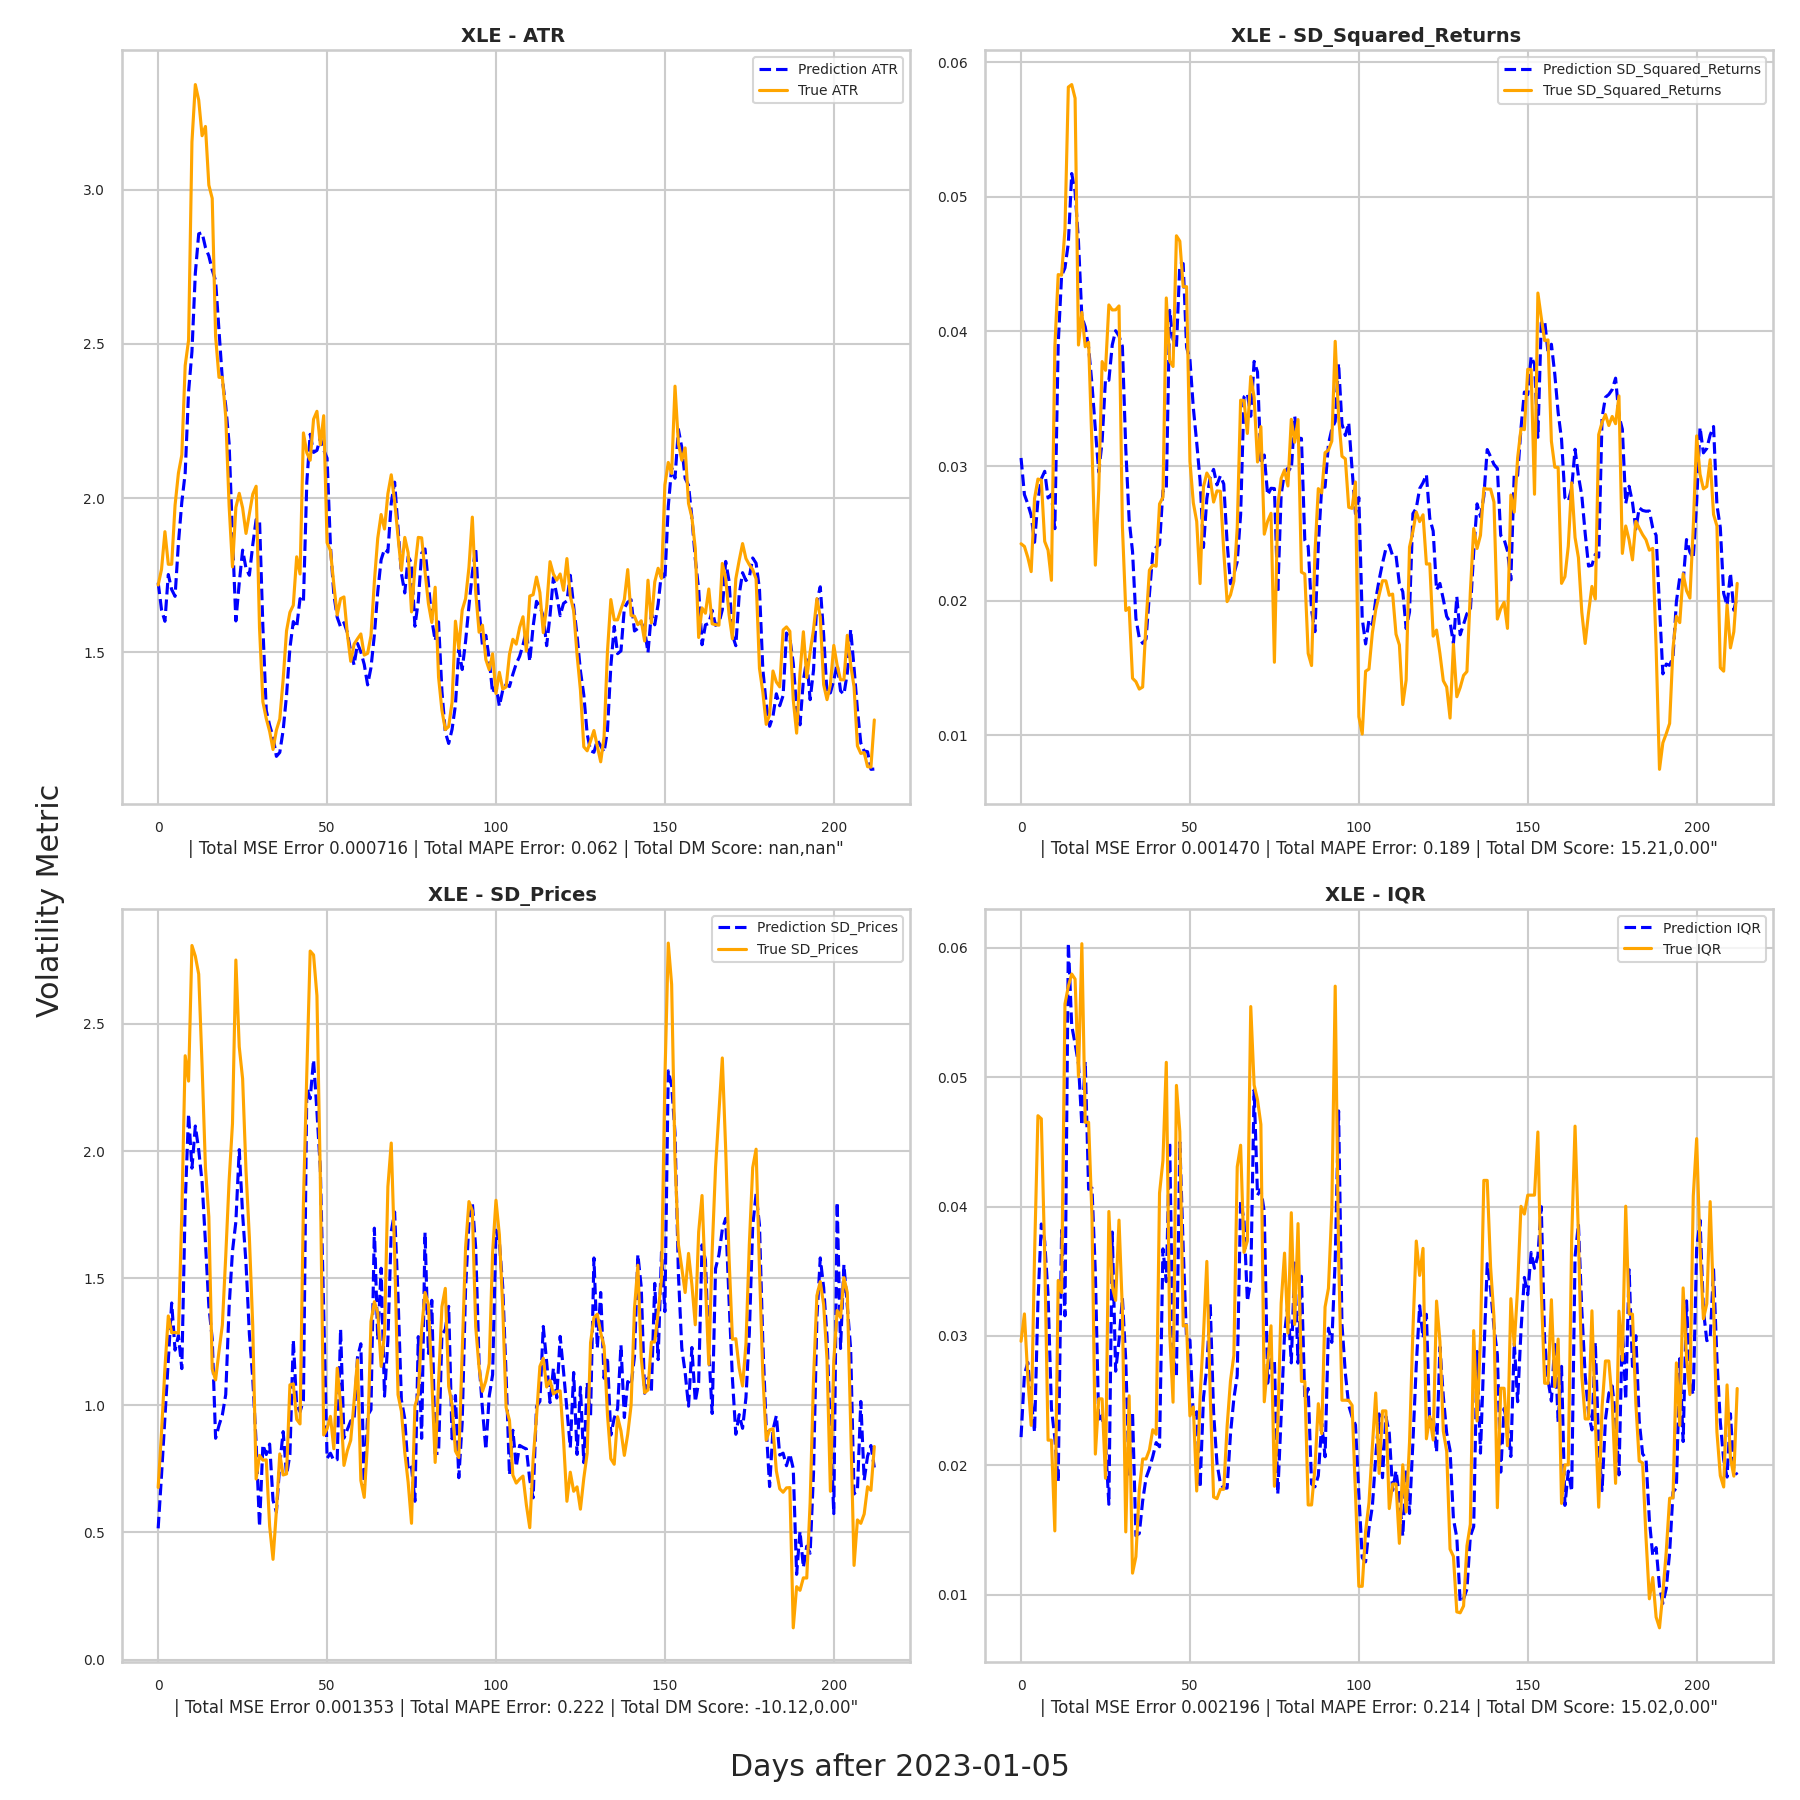 XLE - ATR
Prediction ATR
True ATR
3.0
2.5
2.0
1.5
0 50 100 150 200
| Total MSE Error 0.000716 | Total MAPE Error: 0.062 | Total DM Score: nan,nan"
XLE - SD_Squared_Returns
Prediction SD_Squared_Returns
True SD_Squared_Returns
0.06
0.05
0.04
0.03
0.02
0.01
0 50 100 150 200
| Total MSE Error 0.001470 | Total MAPE Error: 0.189 | Total DM Score: 15.21,0.00"
Volatility Metric
XLE - SD_Prices
Prediction SD_Prices
True SD_Prices
2.5
2.0
1.5
1.0
0.5
0.0
0 50 100 150 200
| Total MSE Error 0.001353 | Total MAPE Error: 0.222 | Total DM Score: -10.12,0.00"
XLE - IQR
Prediction IQR
True IQR
0.06
0.05
0.04
0.03
0.02
0.01
0 50 100 150 200
| Total MSE Error 0.002196 | Total MAPE Error: 0.214 | Total DM Score: 15.02,0.00"
Days after 2023-01-05